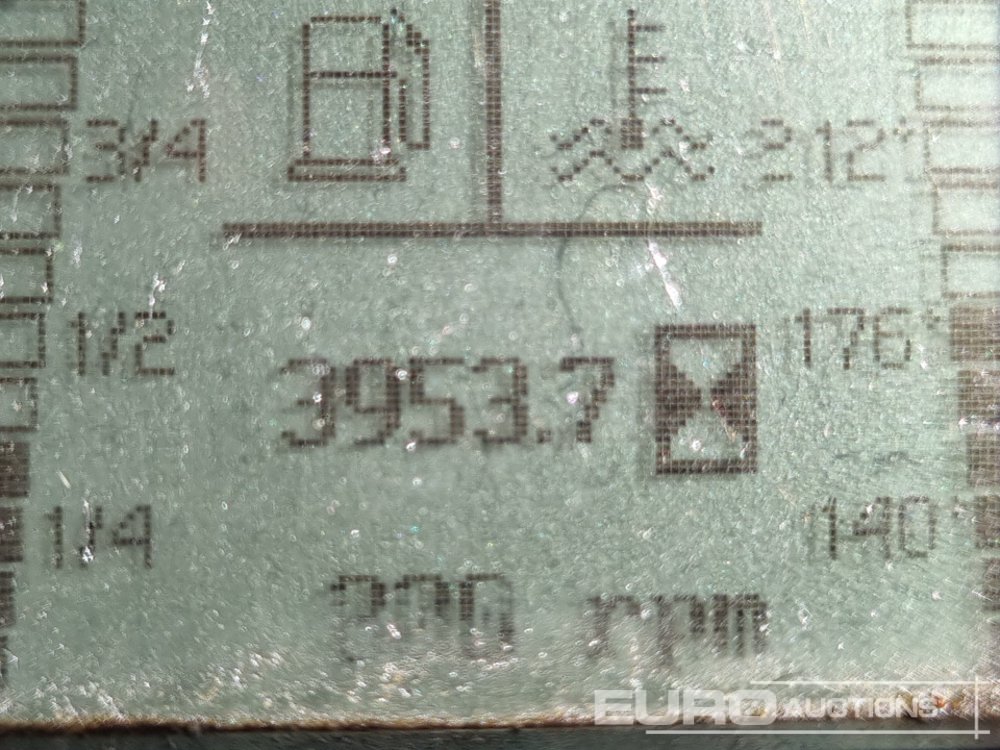 3/4 212°
1/2 176°
3953.7
1/4 140°
rpm
EURO AUCTIONS